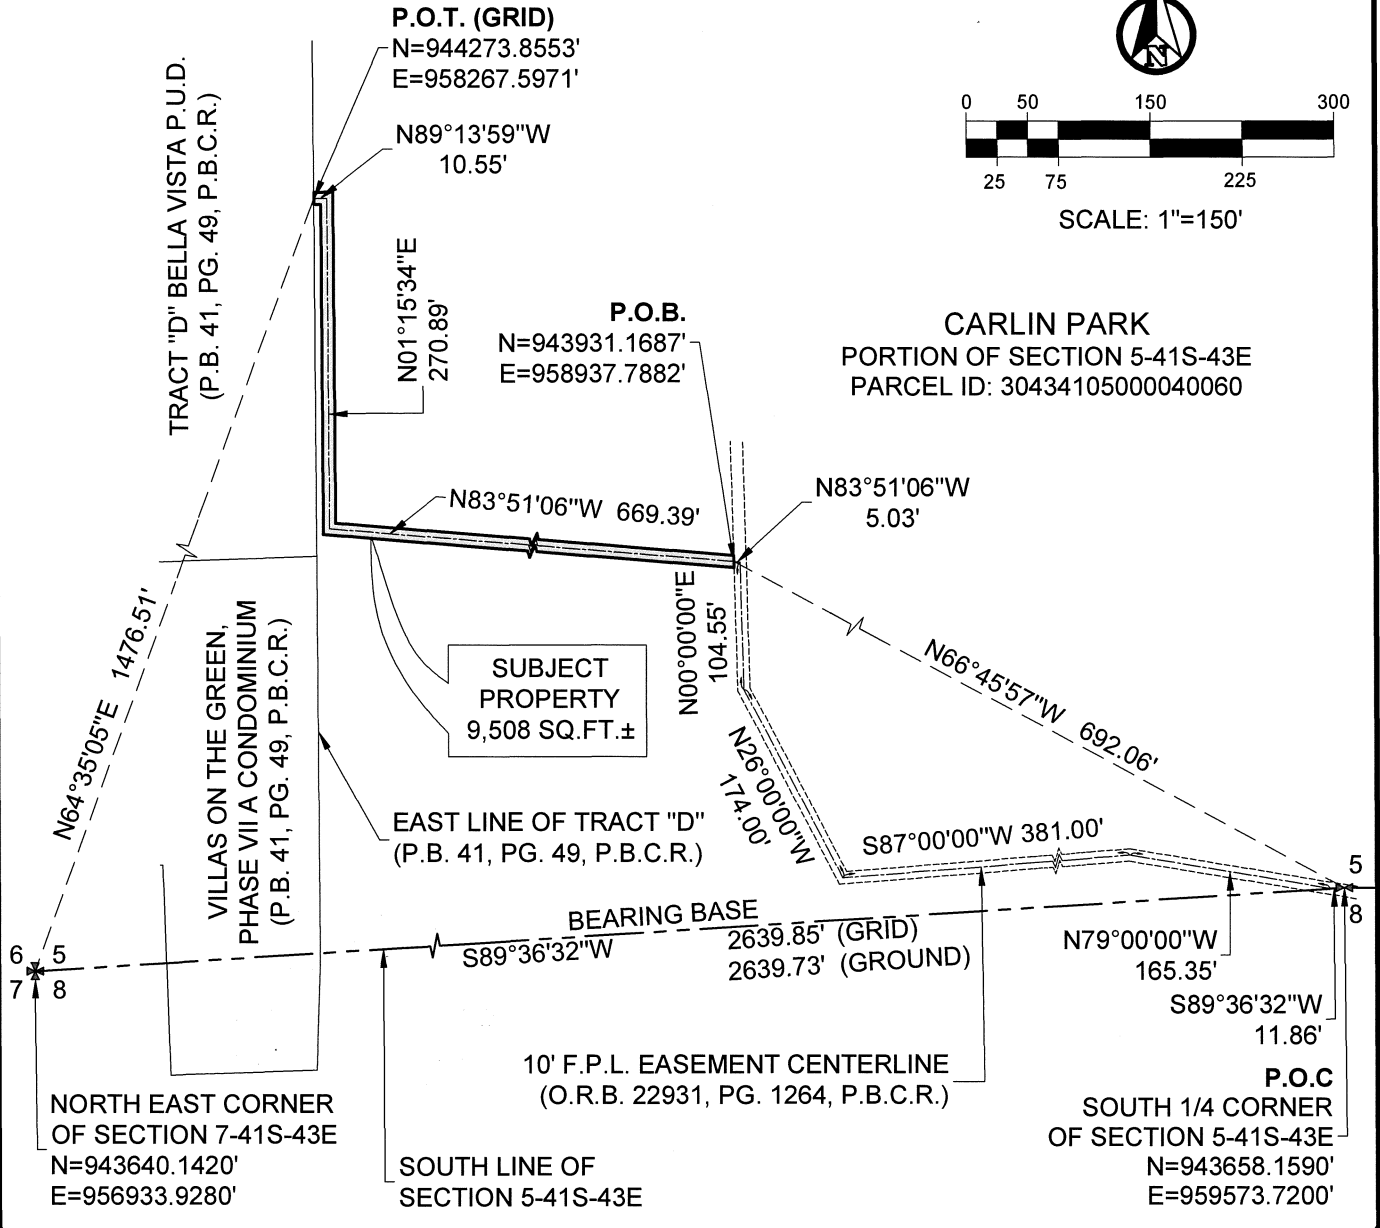 P.O.T. (GRID)
N=944273.8553'
E=958267.5971'
N89°13'59"W
10.55'
TRACT "D" BELLA VISTA P.U.D.
(P.B. 41, PG. 49, P.B.C.R.)
N
0 50 150 300
25 75 225
SCALE: 1"=150'
N01°15'34"E
270.89'
P.O.B.
N=943931.1687'
E=958937.7882'
CARLIN PARK
PORTION OF SECTION 5-41S-43E
PARCEL ID: 30434105000040060
N83°51'06"W 669.39'
N83°51'06"W
5.03'
N00°00'00"E
104.55'
SUBJECT
PROPERTY
9,508 SQ.FT.±
N64°35'05"E 1476.51'
VILLAS ON THE GREEN,
PHASE VII A CONDOMINIUM
(P.B. 41, PG. 49, P.B.C.R.)
N66°45'57"W 692.06'
N26°00'00"W
174.00'
EAST LINE OF TRACT "D"
(P.B. 41, PG. 49, P.B.C.R.)
S87°00'00"W 381.00'
5
8
BEARING BASE
S89°36'32"W
2639.85' (GRID)
2639.73' (GROUND)
N79°00'00"W
165.35'
6 5
7 8
S89°36'32"W
11.86'
10' F.P.L. EASEMENT CENTERLINE
(O.R.B. 22931, PG. 1264, P.B.C.R.)
P.O.C
SOUTH 1/4 CORNER
OF SECTION 5-41S-43E
N=943658.1590'
E=959573.7200'
NORTH EAST CORNER
OF SECTION 7-41S-43E
N=943640.1420'
E=956933.9280'
SOUTH LINE OF
SECTION 5-41S-43E